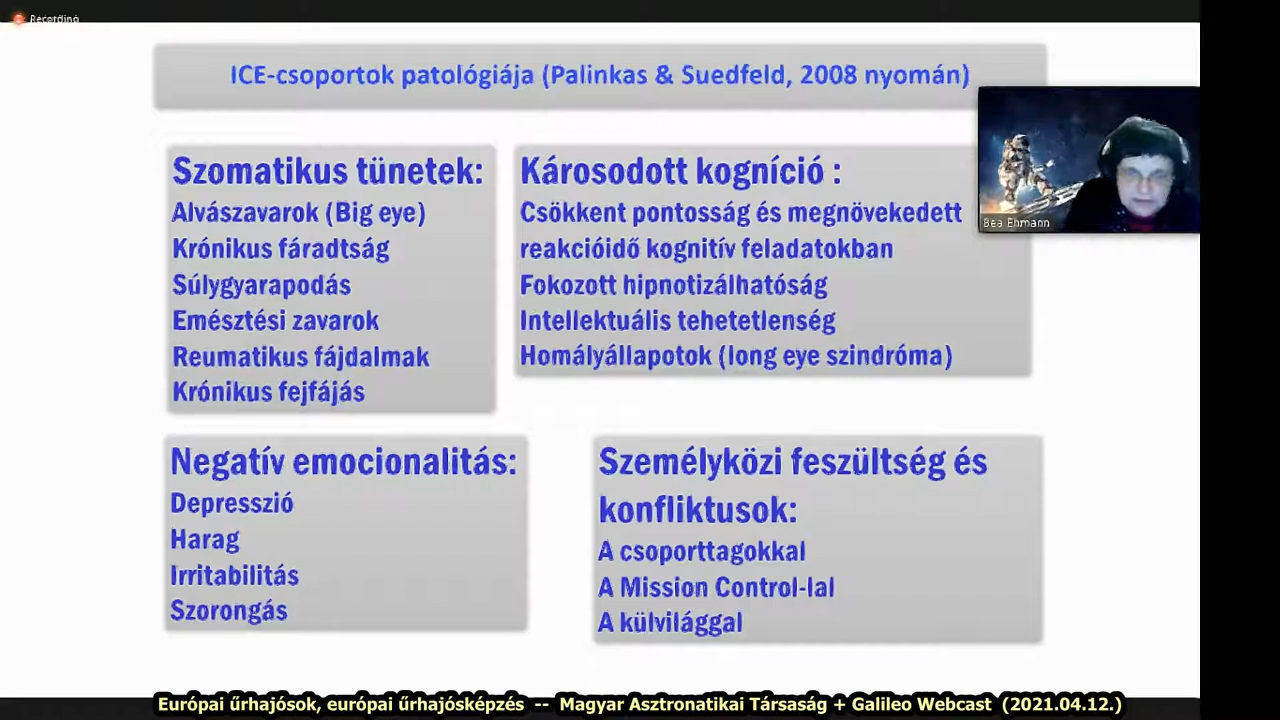 Recording
ICE-csoportok patológiája (Palinkas & Suedfeld, 2008 nyomán)
Szomatikus tünetek:
Alvászavarok (Big eye)
Krónikus fáradtság
Súlygyarapodás
Emésztési zavarok
Reumatikus fájdalmak
Krónikus fejfájás
Károsodott kogníció :
Csökkent pontosság és megnövekedett
reakcióidő kognitív feladatokban
Fokozott hipnotizálhatóság
Intellektuális tehetetlenség
Homályállapotok (long eye szindróma)
Bea Ehmann
Negatív emocionalitás:
Depresszió
Harag
Irritabilitás
Szorongás
Személyközi feszültség és
konfliktusok:
A csoporttagokkal
A Mission Control-lal
A külvilággal
Európai űrhajósok, európai űrhajósképzés -- Magyar Asztronatikai Társaság + Galileo Webcast (2021.04.12.)